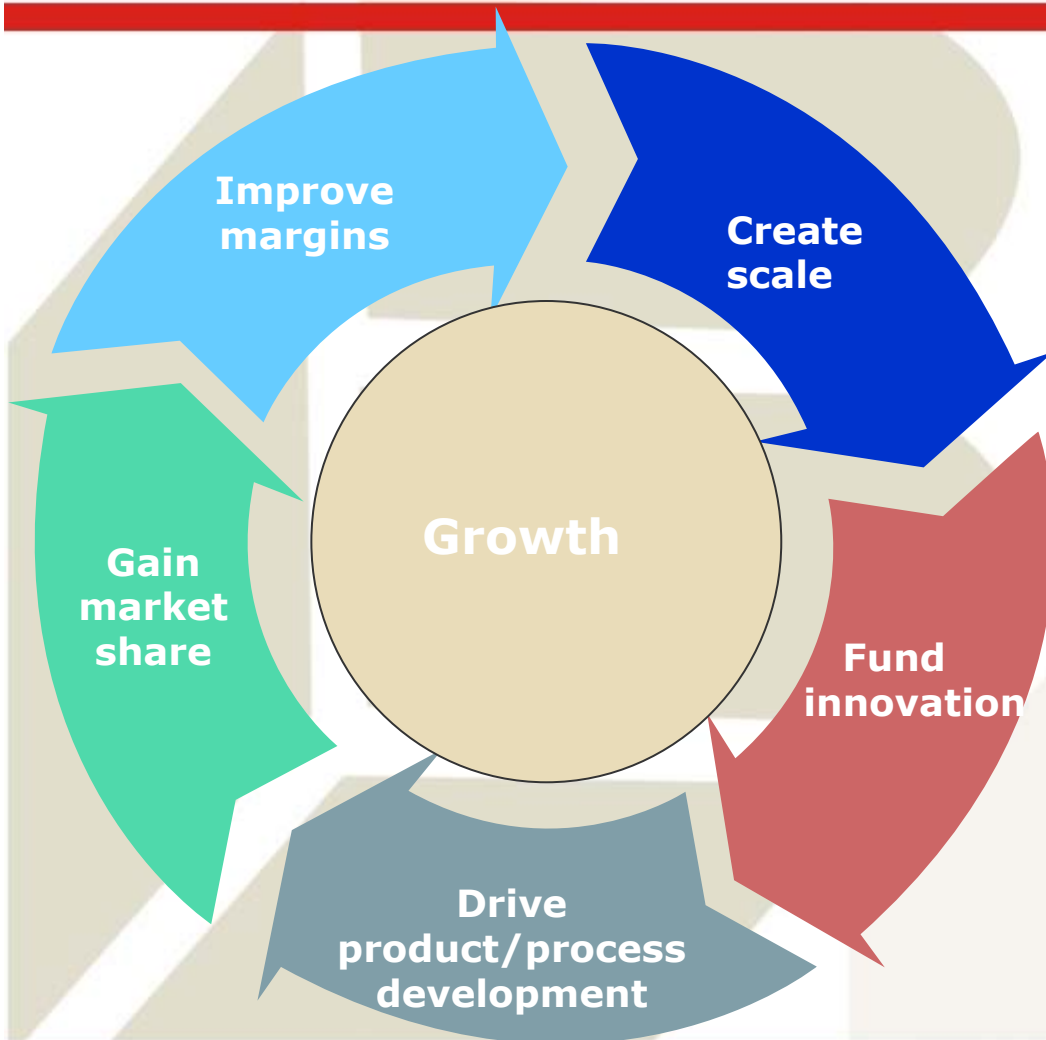 Improve
margins
Create
scale
Growth
Gain
market
share
Fund
innovation
Drive
product/process
development